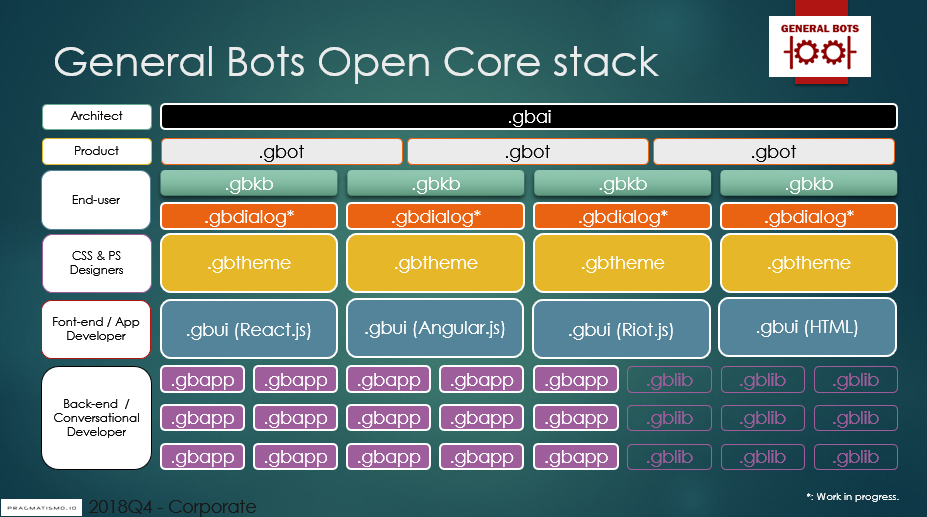 General Bots Open Core stack
GENERAL BOTS
Architect
.gbai
Product
.gbot .gbot .gbot
End-user
.gbkb .gbkb .gbkb .gbkb
.gbdialog* .gbdialog* .gbdialog* .gbdialog*
CSS & PS
Designers
.gbtheme .gbtheme .gbtheme .gbtheme
Font-end / App
Developer
.gbui (React.js) .gbui (Angular.js) .gbui (Riot.js) .gbui (HTML)
Back-end /
Conversational
Developer
.gbapp .gbapp .gbapp .gbapp .gbapp .gblib .gblib .gblib
.gbapp .gbapp .gbapp .gbapp .gbapp .gblib .gblib .gblib
.gbapp .gbapp .gbapp .gbapp .gbapp .gblib .gblib .gblib
*: Work in progress.
PRAGMATISMO.IO
2018Q4 - Corporate